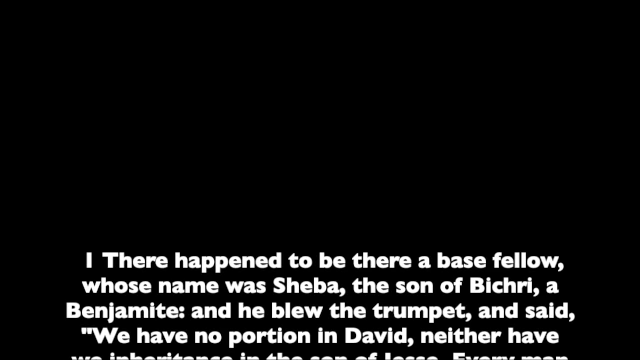 1 There happened to be there a base fellow,
whose name was Sheba, the son of Bichri, a
Benjamite: and he blew the trumpet, and said,
"We have no portion in David, neither have
we inheritance in the son of Jesse. Every man